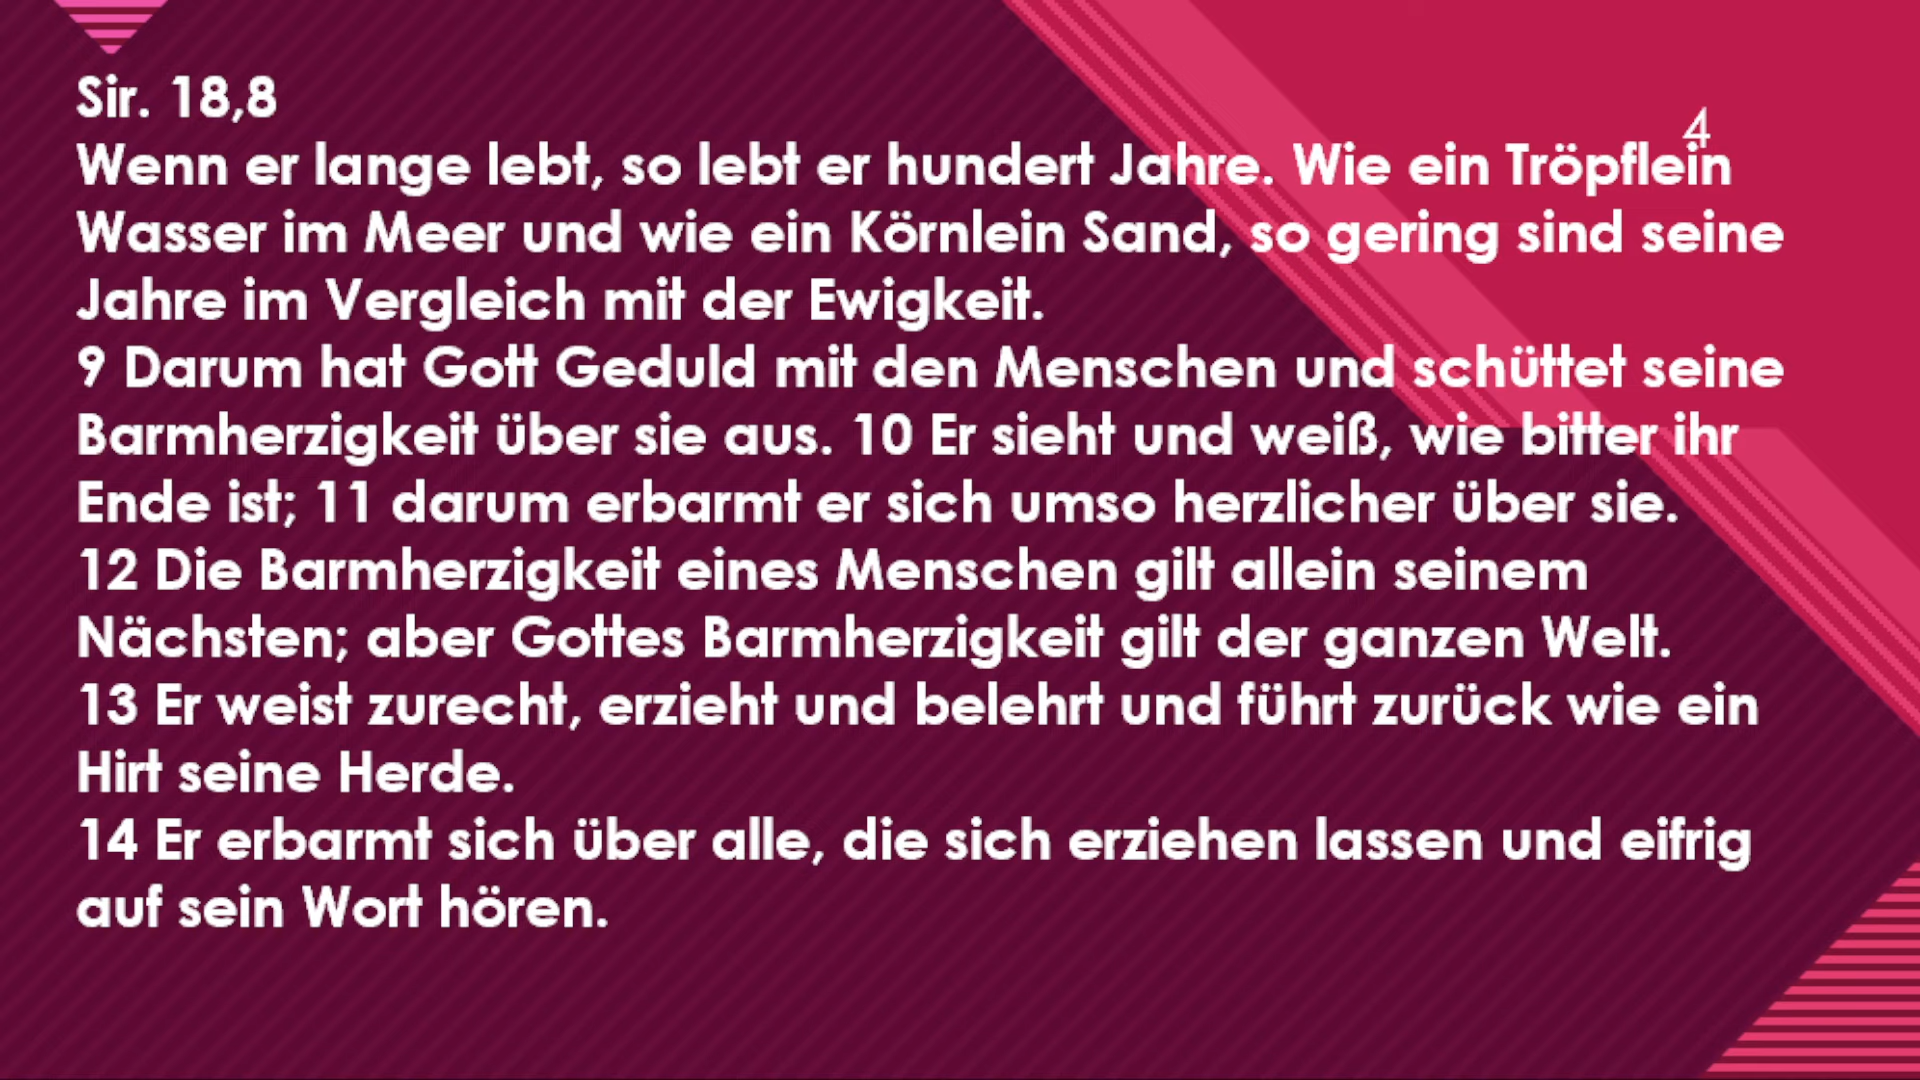 4
Sir. 18,8
Wenn er lange lebt, so lebt er hundert Jahre. Wie ein Tröpflein
Wasser im Meer und wie ein Körnlein Sand, so gering sind seine
Jahre im Vergleich mit der Ewigkeit.
9 Darum hat Gott Geduld mit den Menschen und schüttet seine
Barmherzigkeit über sie aus. 10 Er sieht und weiß, wie bitter ihr
Ende ist; 11 darum erbarmt er sich umso herzlicher über sie.
12 Die Barmherzigkeit eines Menschen gilt allein seinem
Nächsten; aber Gottes Barmherzigkeit gilt der ganzen Welt.
13 Er weist zurecht, erzieht und belehrt und führt zurück wie ein
Hirt seine Herde.
14 Er erbarmt sich über alle, die sich erziehen lassen und eifrig
auf sein Wort hören.